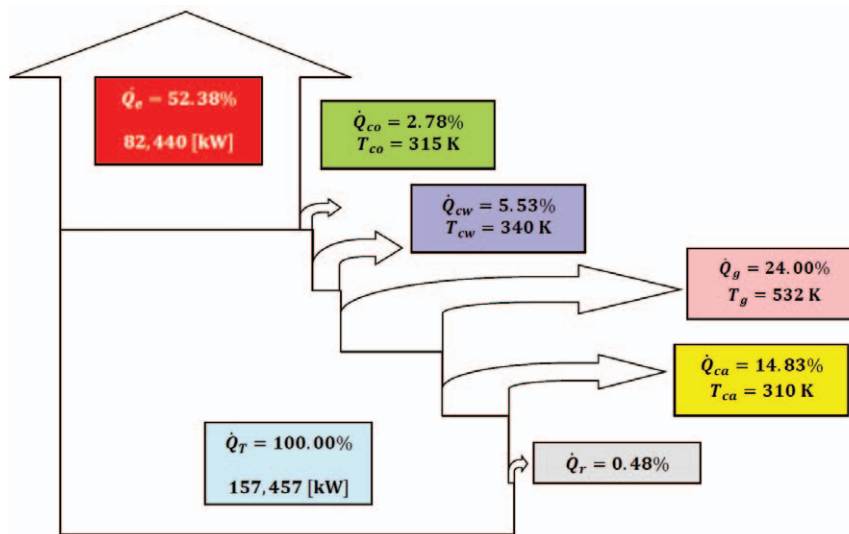 Q̇ₑ = 52.38%
82,440 [kW]
Q̇co = 2.78%
Tco = 315 K
Q̇cw = 5.53%
Tcw = 340 K
Q̇g = 24.00%
Tg = 532 K
Q̇ca = 14.83%
Tca = 310 K
Q̇T = 100.00%
157,457 [kW]
Q̇r = 0.48%